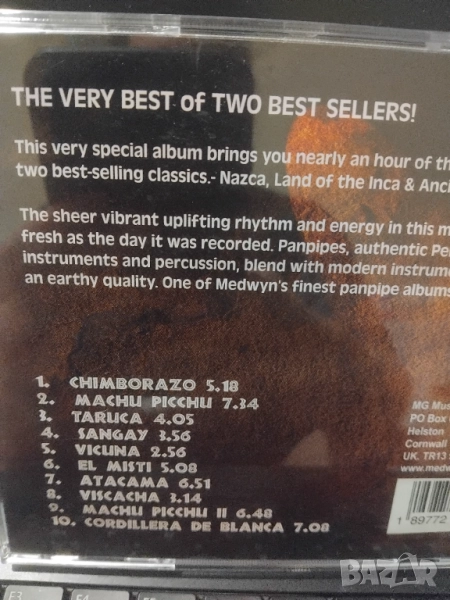 THE VERY BEST of TWO BEST SELLERS!
This very special album brings you nearly an hour of
two best-selling classics.- Nazca, Land of the Inca &
The sheer vibrant uplifting rhythm and energy in this
fresh as the day it was recorded. Panpipes, authentic
instruments and percussion, blend with modern
an earthy quality. One of Medwyn's finest panpipe albums
1. CHIMBORAZO 5.18
2. MACHU PICCHU 7.34
3. TARUCA 4.05
4. SANGAY 3.56
5. VICUNA 2.56
6. EL MISTI 5.08
7. ATACAMA 6.51
8. VISCACHA 3.14
9. MACHU PICCHU II 6.48
10. CORDILLERA DE BLANCA 7.08
MG
PO Box
Helston
Cornwall
UK. TR13
1 89772
BAZAR
F3
F4